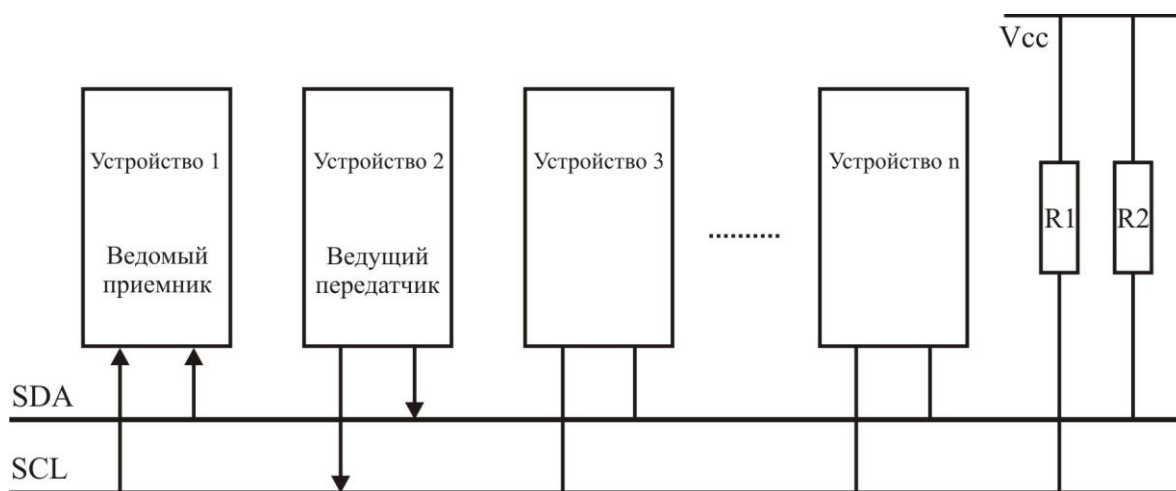 Vcc
Устройство 1
Устройство 2
Устройство 3
Устройство n
Ведомый
приемник
Ведущий
передатчик
..........
R1
R2
SDA
SCL